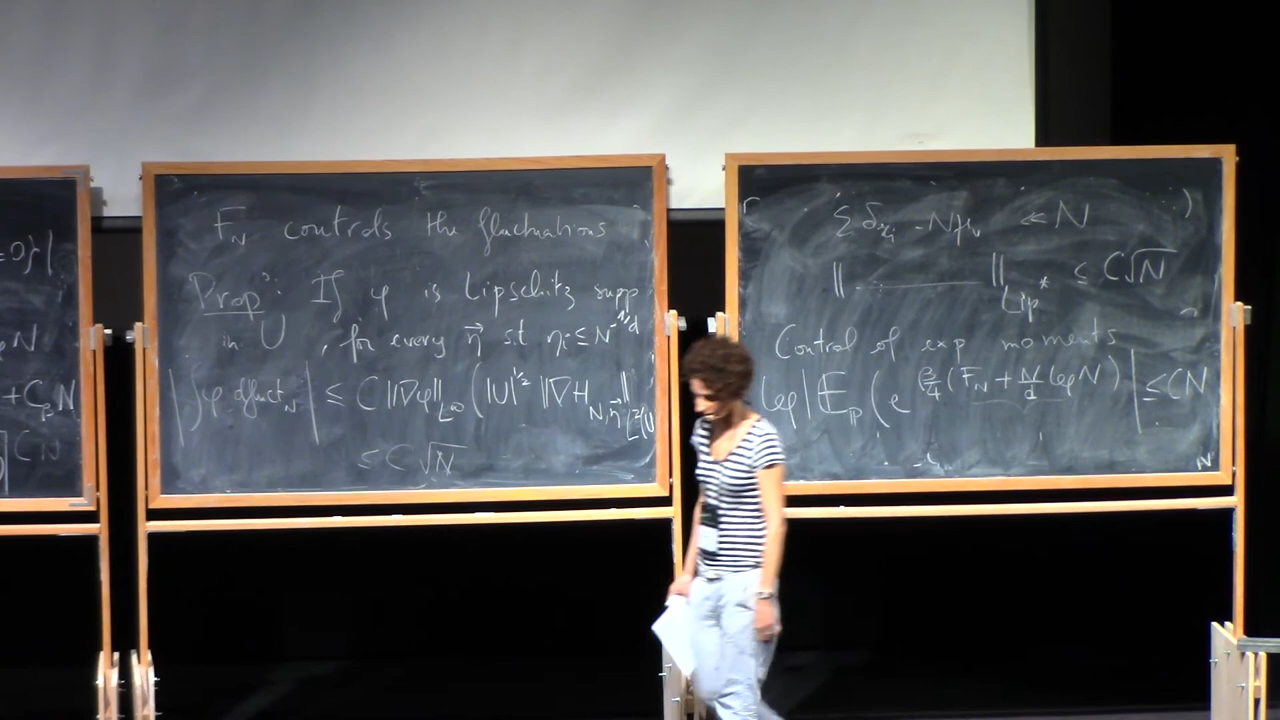 =0}|
N
+ C_β N
CN
F_N controls the fluctuations
Prop: If φ is Lipschitz supp
in U, for every η⃗ s.t η_i ≤ N^{-1/d}
|∫φ dfluct_N| ≤ C ||∇φ||_{L^∞} (|U|^{1/2} ||∇H_{N,η⃗}||_{L^2(U
≤ C√N
Σ δ_{x_i} - Nμ_V ≪ N )
|| ———— ||_{Lip*} ≤ C√N
Control of exp moments
log |E_P (e^{β/4 (F_N + N/d log N)})| ≤ CN
N